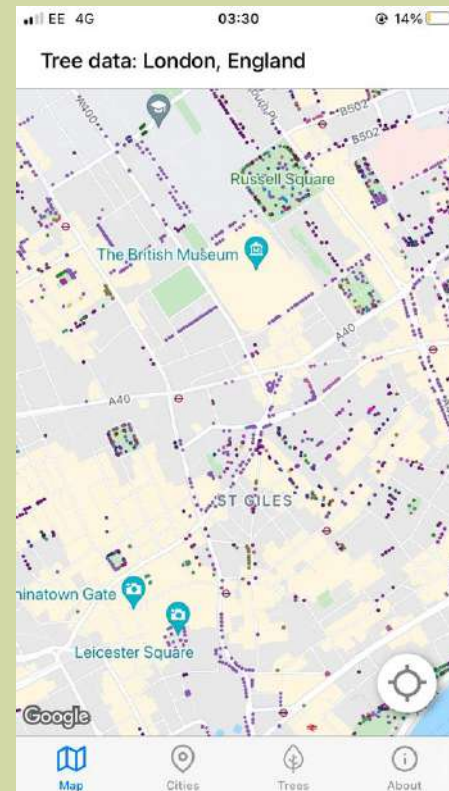 EE 4G 03:30 @ 14%
Tree data: London, England
A400
B502
B502
Russell Square
The British Museum
A40
A40
ST GILES
hinatown Gate
Leicester Square
Google
Map Cities Trees About